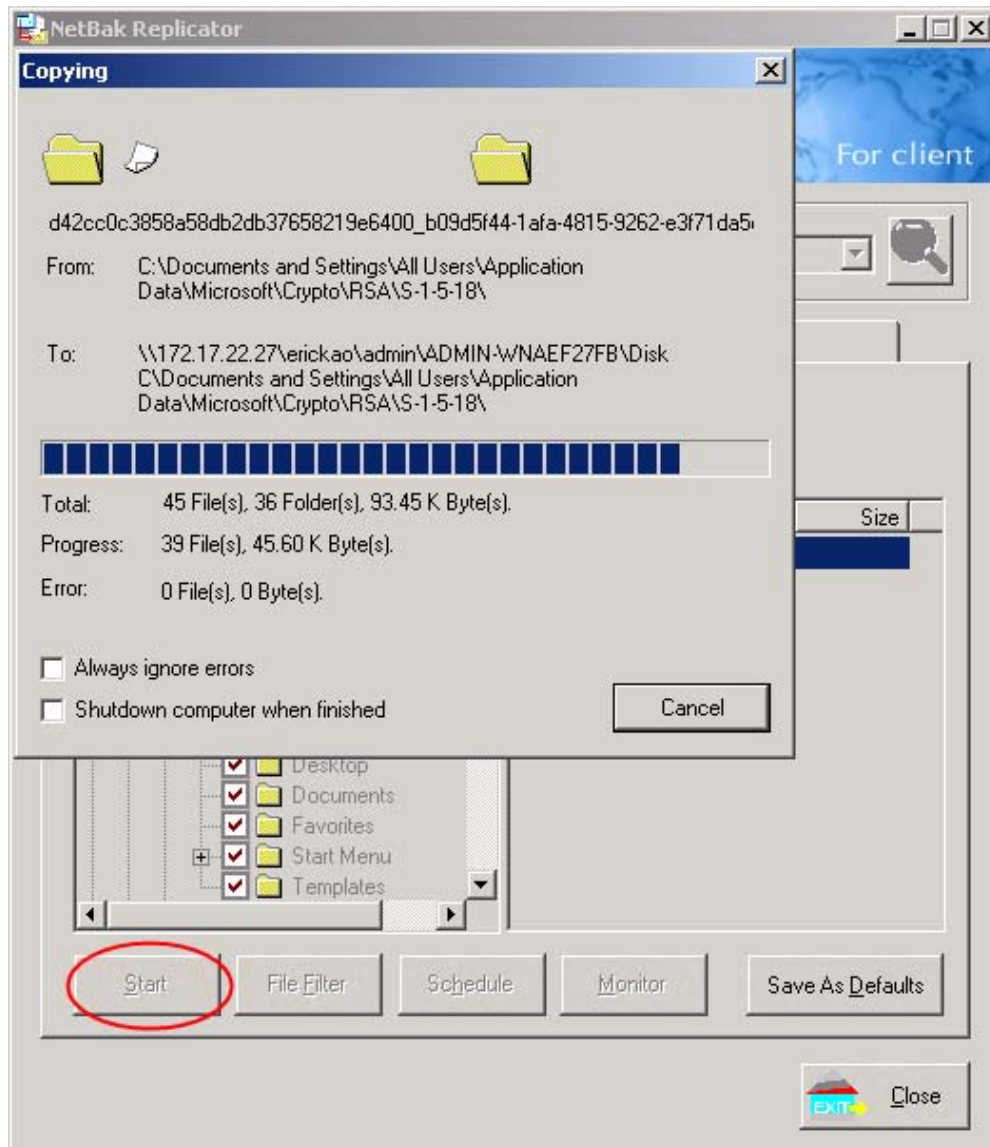 NetBak Replicator
Copying
For client
d42cc0c3858a58db2db37658219e6400_b09d5f44-1afa-4815-9262-e3f71da5
From: C:\Documents and Settings\All Users\Application
Data\Microsoft\Crypto\RSA\S-1-5-18\
To: \\172.17.22.27\erickao\admin\ADMIN-WNAEF27FB\Disk
C\Documents and Settings\All Users\Application
Data\Microsoft\Crypto\RSA\S-1-5-18\
Total: 45 File(s), 36 Folder(s), 93.45 K Byte(s).
Size
Progress: 39 File(s), 45.60 K Byte(s).
Error: 0 File(s), 0 Byte(s).
Always ignore errors
Shutdown computer when finished
Cancel
Desktop
Documents
Favorites
Start Menu
Templates
Start File Filter Schedule Monitor Save As Defaults
EXIT Close